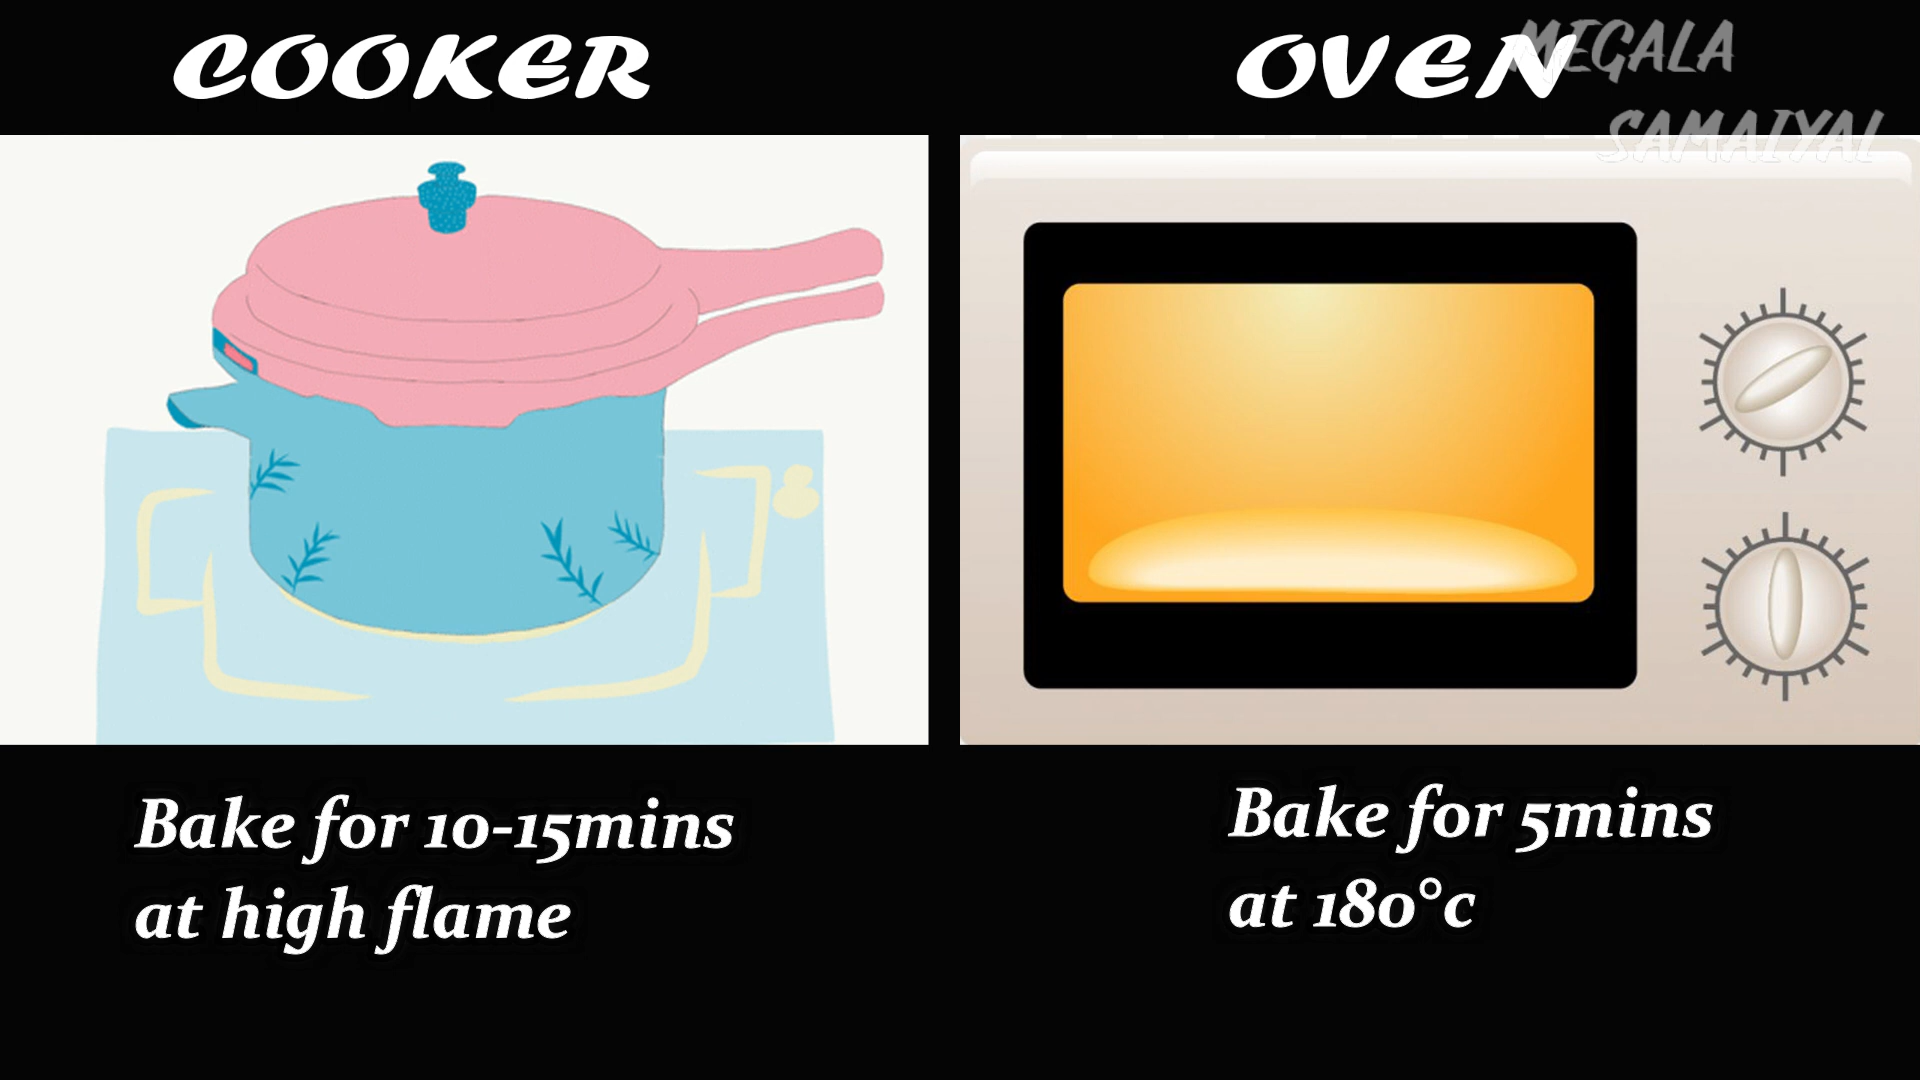 COOKER
OVEN
MEGALA
SAMAIYAL
Bake for 10-15mins
at high flame
Bake for 5mins
at 180°c